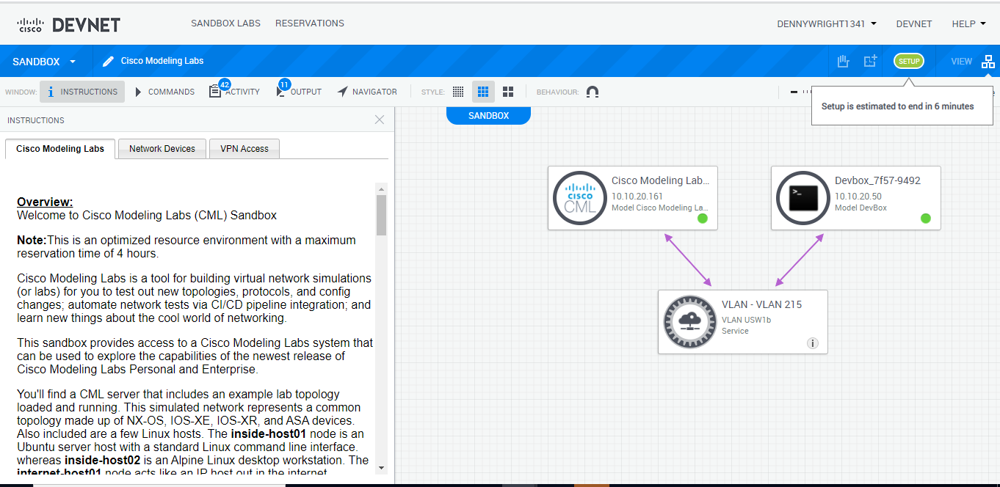 CISCO DEVNET SANDBOX LABS RESERVATIONS DENNYWRIGHT1341 DEVNET HELP
SANDBOX Cisco Modeling Labs SETUP VIEW
WINDOW: INSTRUCTIONS COMMANDS 42 ACTIVITY 11 OUTPUT NAVIGATOR STYLE: BEHAVIOUR:
Setup is estimated to end in 6 minutes
INSTRUCTIONS
Cisco Modeling Labs Network Devices VPN Access
Overview:
Welcome to Cisco Modeling Labs (CML) Sandbox
Note:This is an optimized resource environment with a maximum
reservation time of 4 hours.
Cisco Modeling Labs is a tool for building virtual network simulations
(or labs) for you to test out new topologies, protocols, and config
changes; automate network tests via CI/CD pipeline integration; and
learn new things about the cool world of networking.
This sandbox provides access to a Cisco Modeling Labs system that
can be used to explore the capabilities of the newest release of
Cisco Modeling Labs Personal and Enterprise.
You'll find a CML server that includes an example lab topology
loaded and running. This simulated network represents a common
topology made up of NX-OS, IOS-XE, IOS-XR, and ASA devices.
Also included are a few Linux hosts. The inside-host01 node is an
Ubuntu server host with a standard Linux command line interface.
whereas inside-host02 is an Alpine Linux desktop workstation. The
internet-host01 node acts like an IP host out in the internet
SANDBOX
CISCO CML
Cisco Modeling Lab...
10.10.20.161
Model Cisco Modeling La...
>_
Devbox_7f57-9492
10.10.20.50
Model DevBox
VLAN - VLAN 215
VLAN USW1b
Service
i